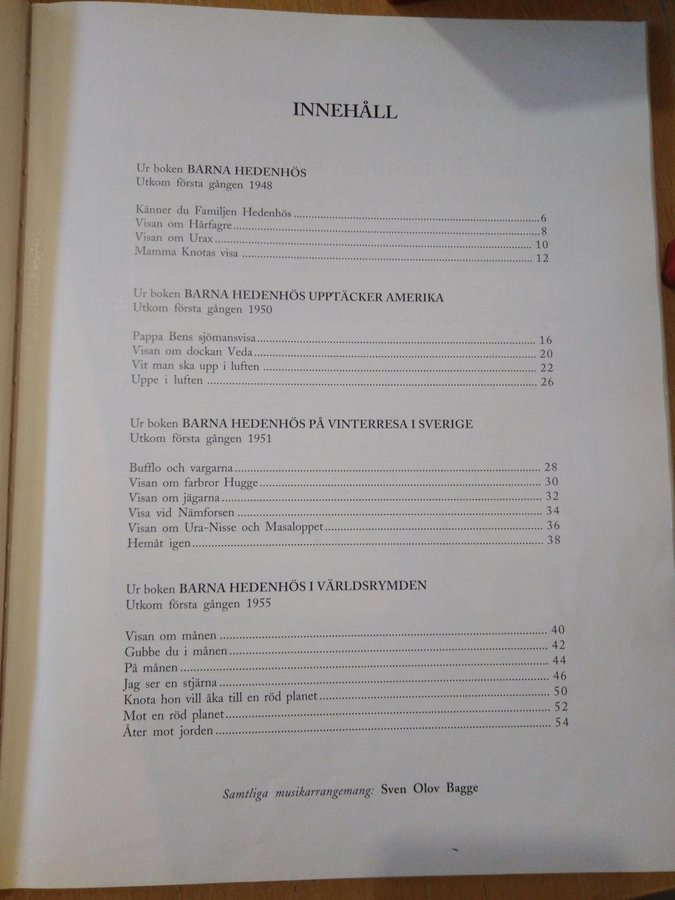 INNEHÅLL
Ur boken BARNA HEDENHÖS
Utkom första gången 1948
Känner du Familjen Hedenhös 6
Visan om Hårfagre 8
Visan om Urax 10
Mamma Knotas visa 12
Ur boken BARNA HEDENHÖS UPPTÄCKER AMERIKA
Utkom första gången 1950
Pappa Bens sjömansvisa 16
Visan om dockan Veda 20
Vit man ska upp i luften 22
Uppe i luften 26
Ur boken BARNA HEDENHÖS PÅ VINTERRESA I SVERIGE
Utkom första gången 1951
Bufflo och vargarna 28
Visan om farbror Hugge 30
Visan om jägarna 32
Visa vid Nämforsen 34
Visan om Ura-Nisse och Masaloppet 36
Hemåt igen 38
Ur boken BARNA HEDENHÖS I VÄRLDSRYMDEN
Utkom första gången 1955
Visan om månen 40
Gubbe du i månen 42
På månen 44
Jag ser en stjärna 46
Knota hon vill åka till en röd planet 50
Mot en röd planet 52
Åter mot jorden 54
Samtliga musikarrangemang: Sven Olov Bagge